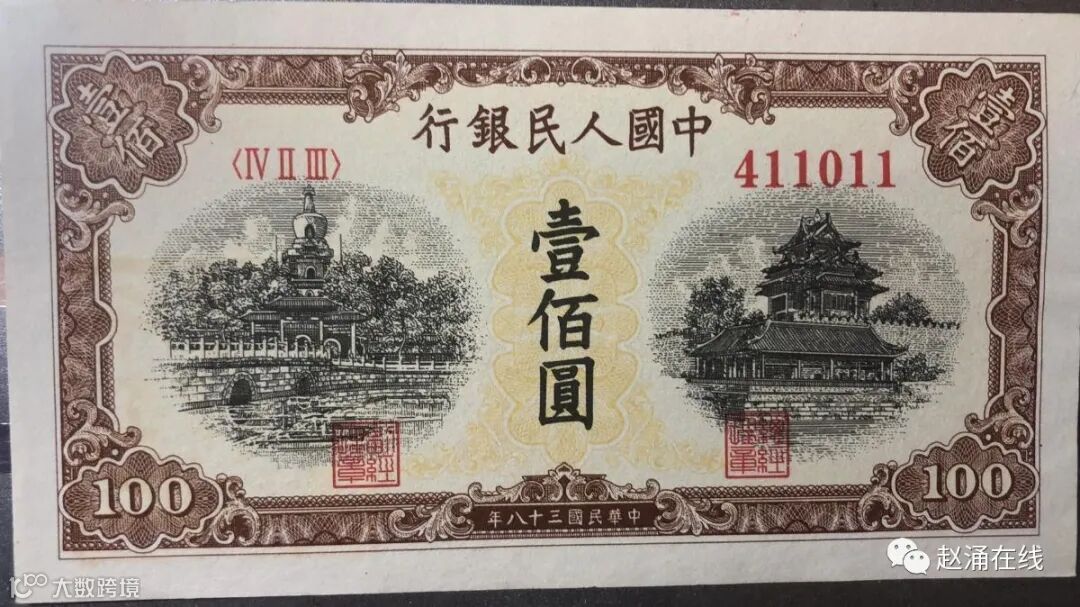 壹佰
壹佰
中國人民銀行
〈Ⅳ Ⅱ Ⅲ〉
411011
壹佰圓
100
100
中華民國三十八年
赵涌在线
大数跨境